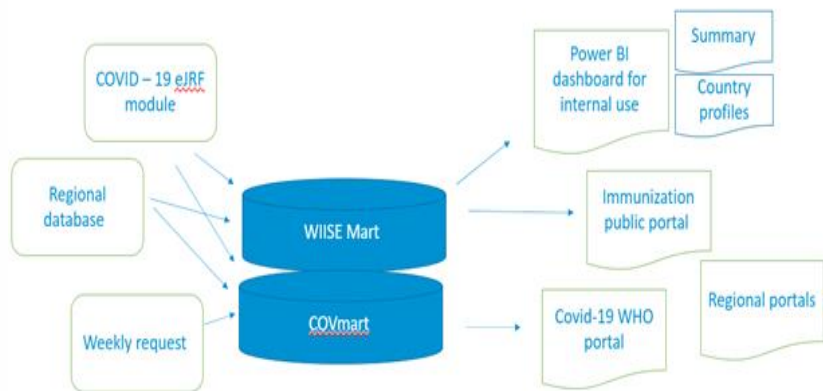 COVID – 19 eJRF
module
Regional
database
Weekly request
WIISE Mart
COVmart
Power BI
dashboard for
internal use
Summary
Country
profiles
Immunization
public portal
Covid-19 WHO
portal
Regional portals